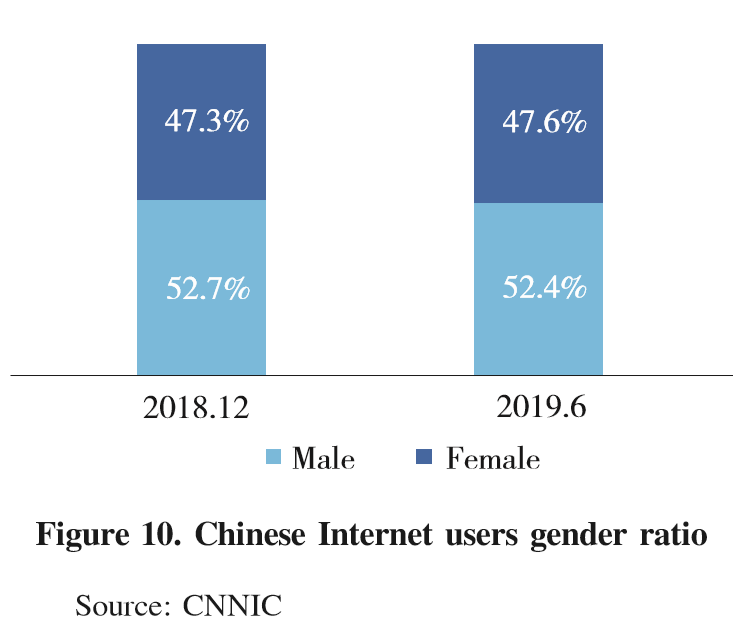 47.3%
47.6%
52.7%
52.4%
2018.12
2019.6
Male
Female
Figure 10. Chinese Internet users gender ratio
Source: CNNIC